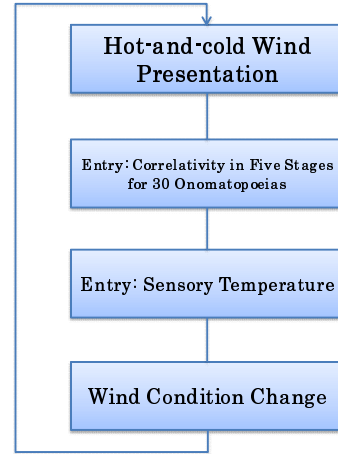 Hot-and-cold Wind
Presentation
Entry: Correlativity in Five Stages
for 30 Onomatopoeias
Entry: Sensory Temperature
Wind Condition Change